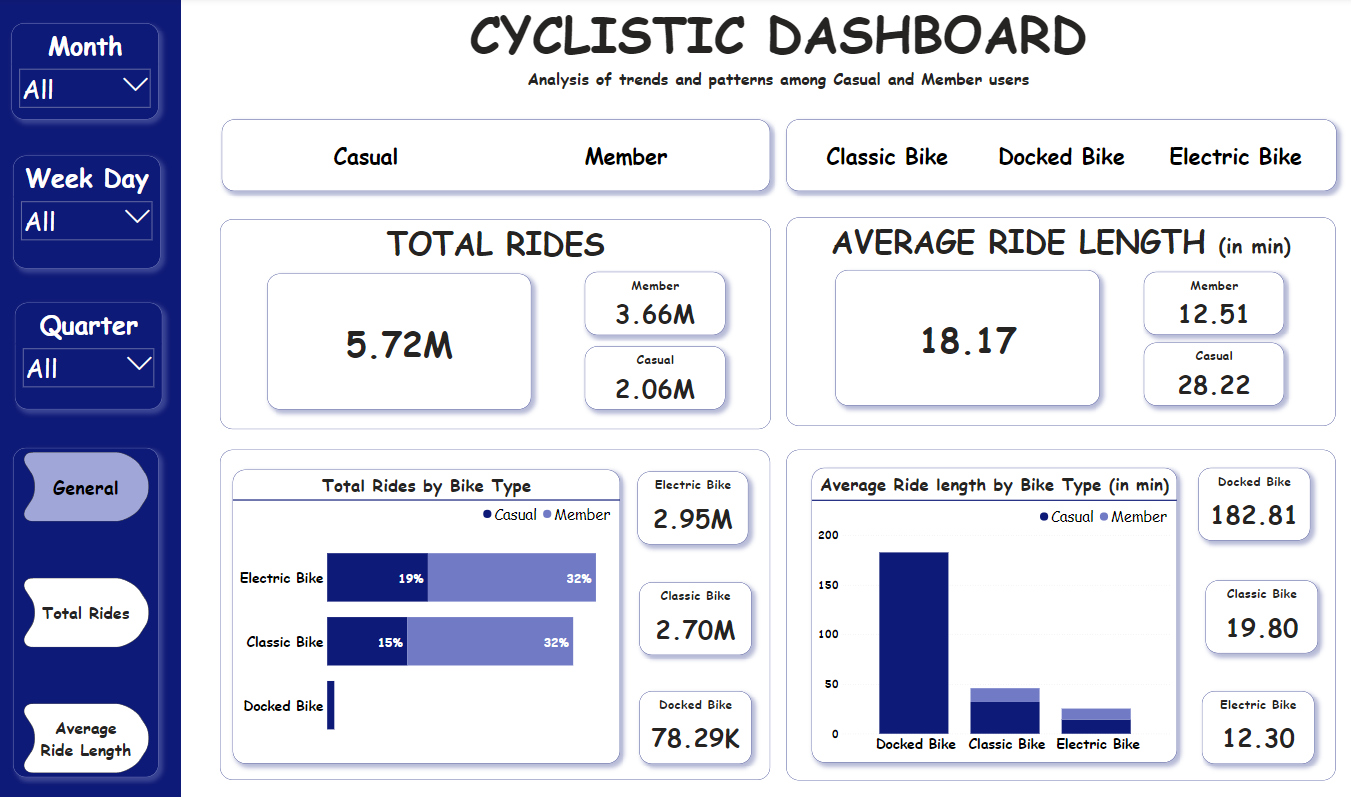 CYCLISTIC DASHBOARD
Analysis of trends and patterns among Casual and Member users
Month
All
Week Day
All
Quarter
All
General
Total Rides
Average
Ride Length
Casual Member
Classic Bike Docked Bike Electric Bike
TOTAL RIDES
5.72M
Member
3.66M
Casual
2.06M
AVERAGE RIDE LENGTH (in min)
18.17
Member
12.51
Casual
28.22
Total Rides by Bike Type
Casual Member
Electric Bike 19% 32%
Classic Bike 15% 32%
Docked Bike
Electric Bike
2.95M
Classic Bike
2.70M
Docked Bike
78.29K
Average Ride length by Bike Type (in min)
Casual Member
200
150
100
50
0
Docked Bike Classic Bike Electric Bike
Docked Bike
182.81
Classic Bike
19.80
Electric Bike
12.30